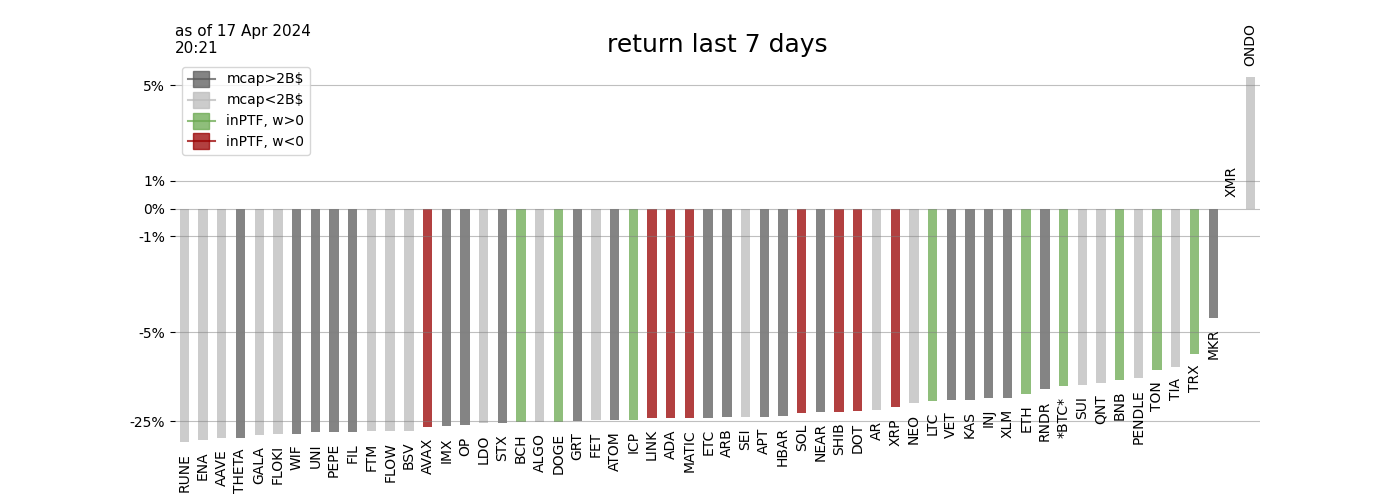 as of 17 Apr 2024
20:21
return last 7 days
mcap>2B$
mcap<2B$
inPTF, w>0
inPTF, w<0
5%
1%
0%
-1%
-5%
-25%
RUNE
ENA
AAVE
THETA
GALA
FLOKI
WIF
UNI
PEPE
FIL
FTM
FLOW
BSV
AVAX
IMX
OP
LDO
STX
BCH
ALGO
DOGE
GRT
FET
ATOM
ICP
LINK
ADA
MATIC
ETC
ARB
SEI
APT
HBAR
SOL
NEAR
SHIB
DOT
AR
XRP
NEO
LTC
VET
KAS
INJ
XLM
ETH
RNDR
*BTC*
SUI
QNT
BNB
PENDLE
TON
TIA
TRX
MKR
XMR
ONDO